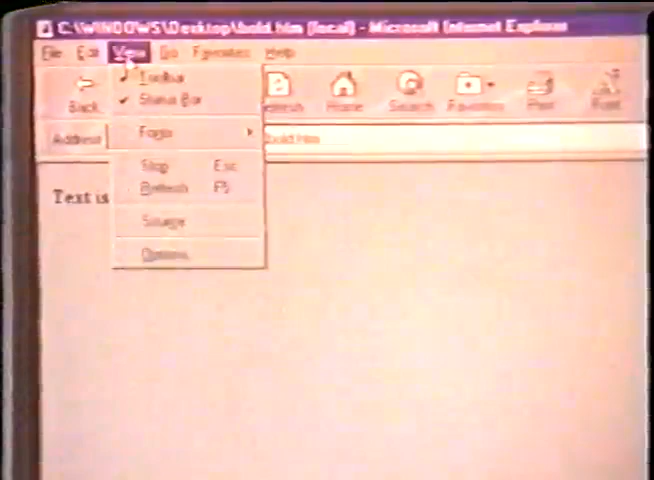 C:\WINDOWS\Desktop\bold.htm (local) - Microsoft Internet Explorer
File Edit View Go Favorites Help
Toolbar
Status Bar
Fonts
Stop Esc
Refresh F5
Source
Options
Back Refresh Home Search Favorites Print Font
Address bold.htm
Text is